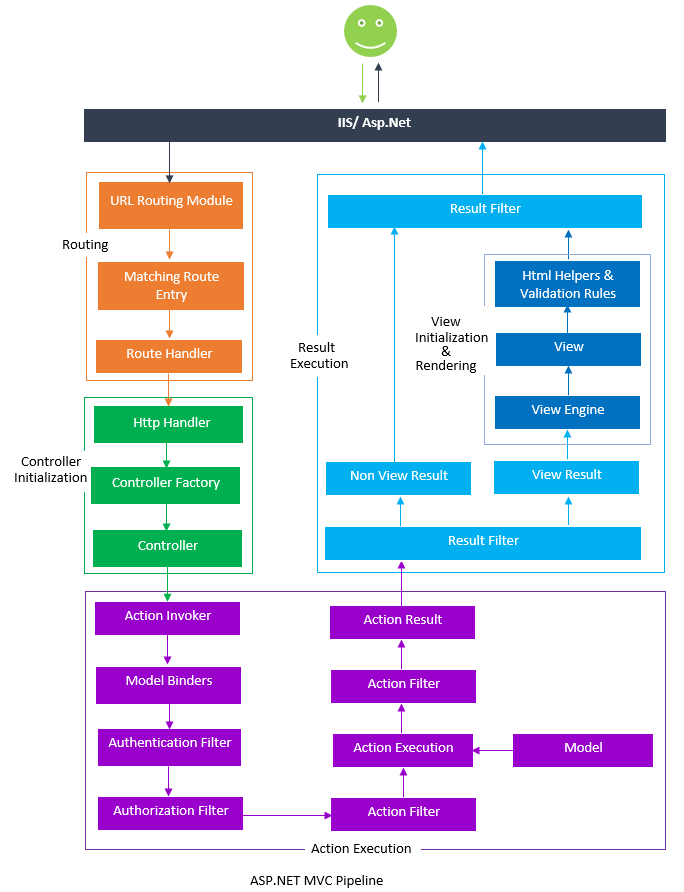 IIS/ Asp.Net
URL Routing Module
Routing
Matching Route
Entry
Route Handler
Http Handler
Controller
Initialization
Controller Factory
Controller
Result Filter
Html Helpers &
Validation Rules
View
Initialization
&
Rendering
View
Result
Execution
View Engine
Non View Result
View Result
Result Filter
Action Invoker
Model Binders
Authentication Filter
Authorization Filter
Action Result
Action Filter
Action Execution
Model
Action Filter
Action Execution
ASP.NET MVC Pipeline